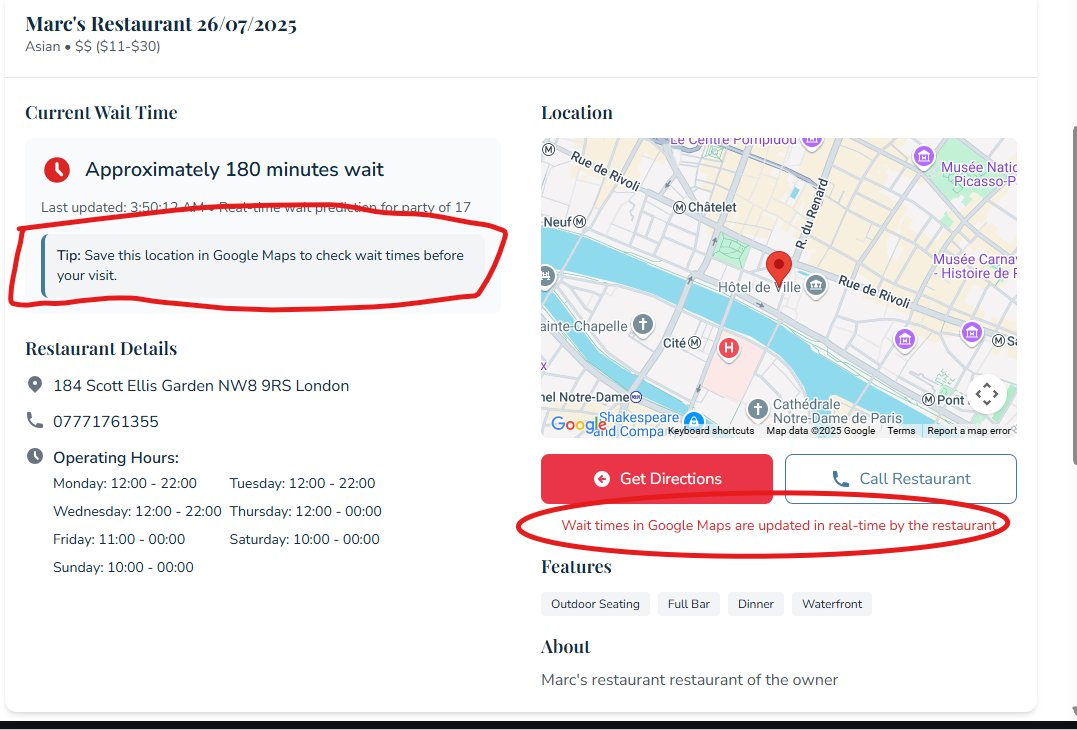 Marc's Restaurant 26/07/2025
Asian • $$ ($11-$30)
Current Wait Time
Approximately 180 minutes wait
Last updated: 3:50:12 AM • Real-time wait prediction for party of 17
Tip: Save this location in Google Maps to check wait times before
your visit.
Restaurant Details
184 Scott Ellis Garden NW8 9RS London
07771761355
Operating Hours:
Monday: 12:00 - 22:00 Tuesday: 12:00 - 22:00
Wednesday: 12:00 - 22:00 Thursday: 12:00 - 00:00
Friday: 11:00 - 00:00 Saturday: 10:00 - 00:00
Sunday: 10:00 - 00:00
Location
Le Centre Pompidou
Rue de Rivoli
Musée Natio
Picasso-P
Châtelet
R. du Renard
Neuf
Musée Carnav
- Histoire de P
Hôtel de Ville
Rue de Rivoli
ainte-Chapelle
Cité
H
Sa
x
nel Notre-Dame
Pont
Cathédrale
Notre-Dame de Paris
Shakespeare
and Compa
Google
Keyboard shortcuts Map data ©2025 Google Terms Report a map error
Get Directions
Call Restaurant
Wait times in Google Maps are updated in real-time by the restaurant
Features
Outdoor Seating Full Bar Dinner Waterfront
About
Marc's restaurant restaurant of the owner